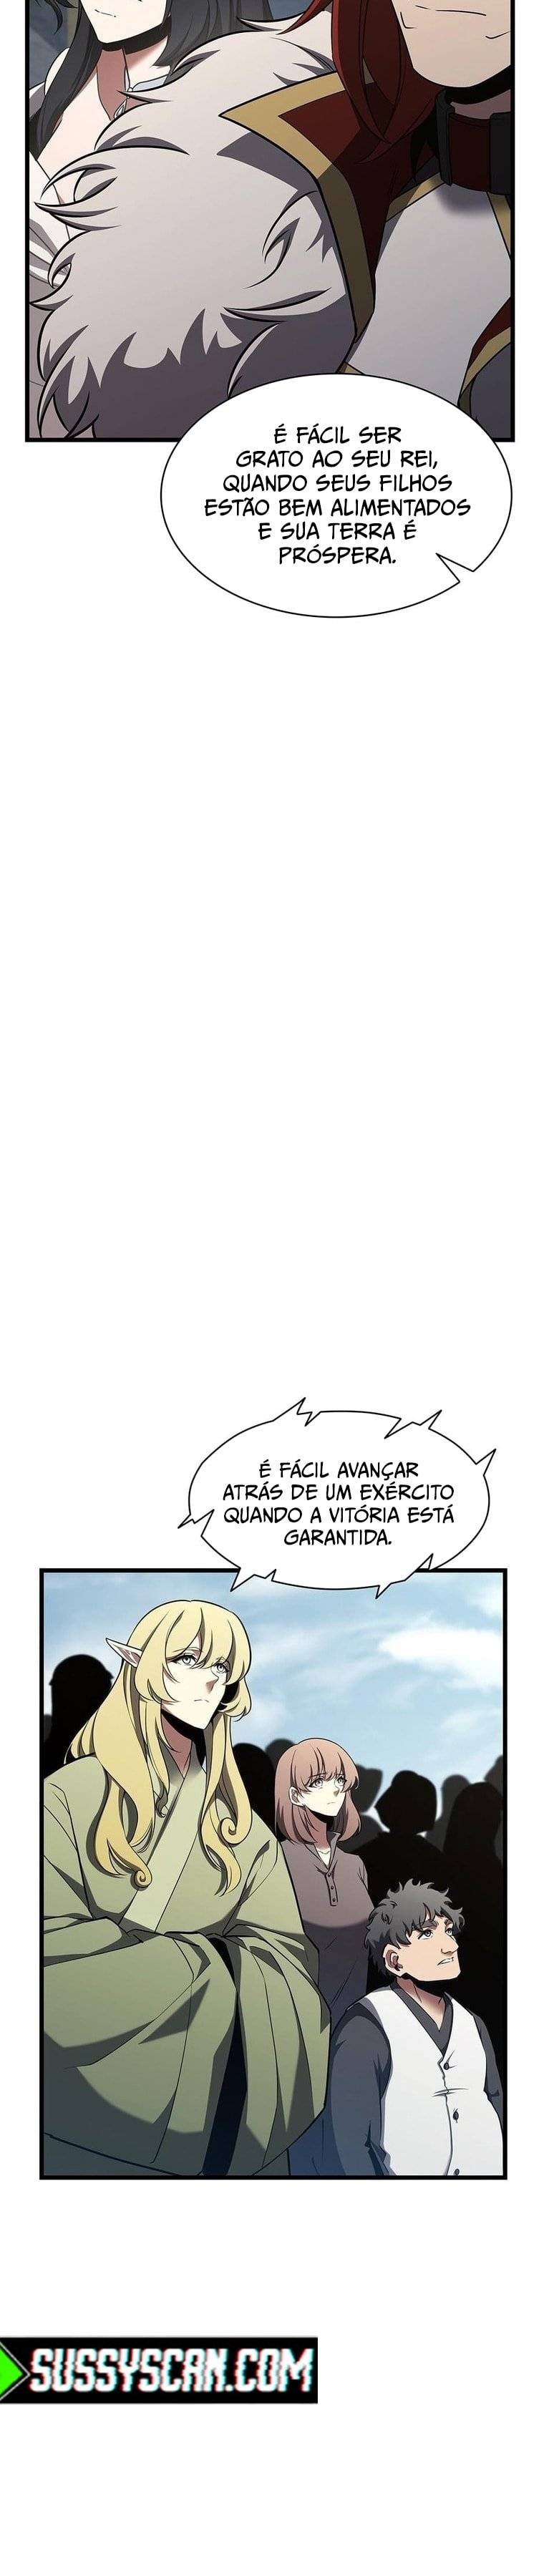 É FÁCIL SER
GRATO AO SEU REI,
QUANDO SEUS FILHOS
ESTÃO BEM ALIMENTADOS
E SUA TERRA É
PRÓSPERA.
É FÁCIL AVANÇAR
ATRÁS DE UM EXÉRCITO
QUANDO A VITÓRIA ESTÁ
GARANTIDA.
SUSSYSCAN.COM